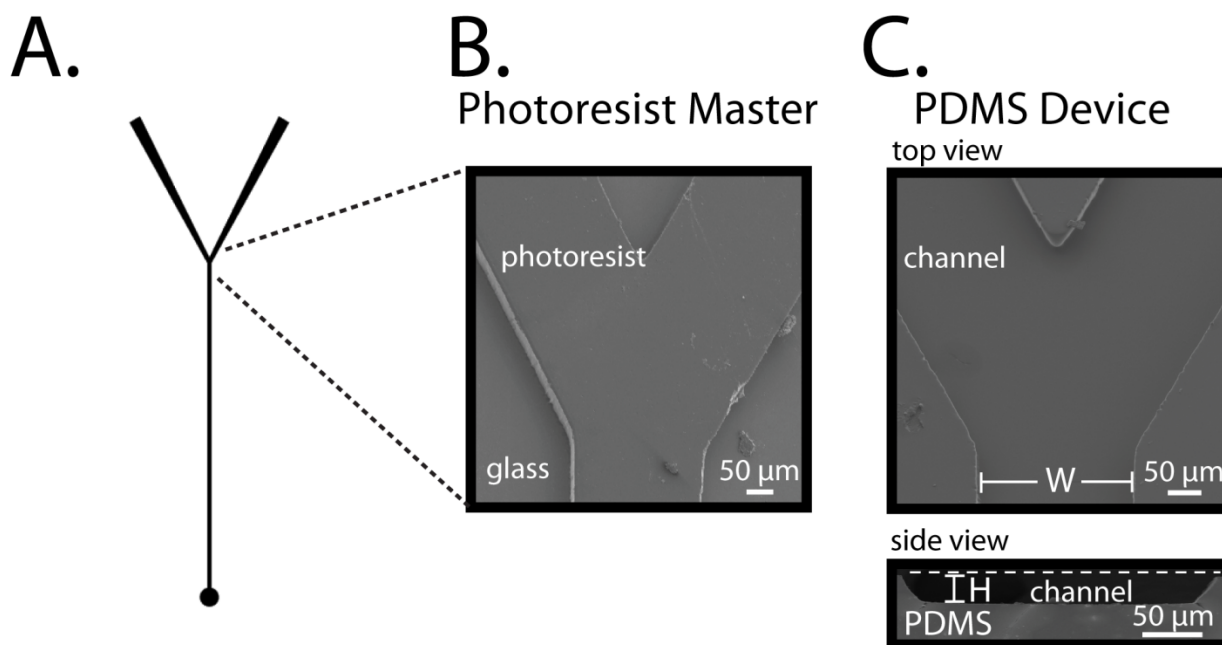 A.
B.
Photoresist Master
photoresist
glass
50 μm
C.
PDMS Device
top view
channel
W
50 μm
side view
H
channel
PDMS
50 μm